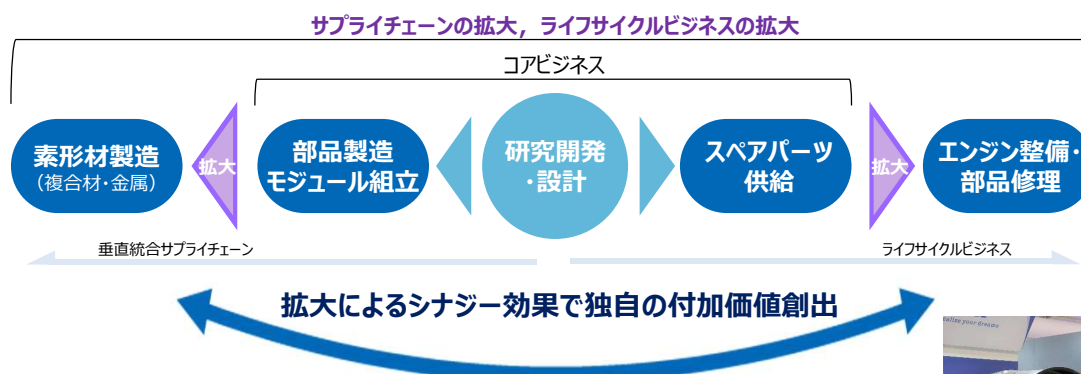 サプライチェーンの拡大，ライフサイクルビジネスの拡大
コアビジネス
素形材製造
(複合材・金属)
拡大
部品製造
モジュール組立
研究開発
・設計
スペアパーツ
供給
拡大
エンジン整備・
部品修理
垂直統合サプライチェーン
ライフサイクルビジネス
拡大によるシナジー効果で独自の付加価値創出
alize your dreams